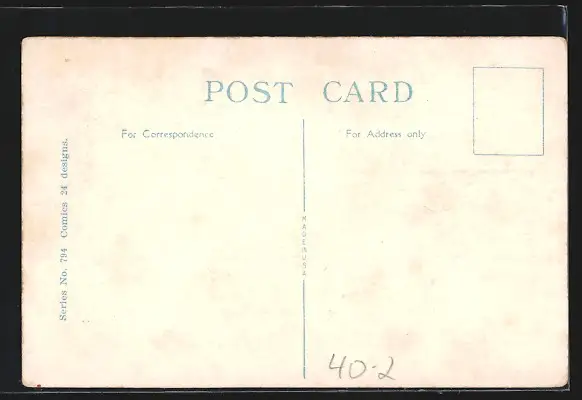 POST CARD
For Correspondence
For Address only
Series No. 794 Comics 24 designs.
MADE IN USA
40-2